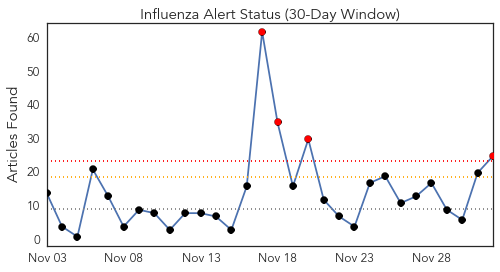 Influenza Alert Status (30-Day Window)
Articles Found
60
50
40
30
20
10
0
Nov 03 Nov 08 Nov 13 Nov 18 Nov 23 Nov 28